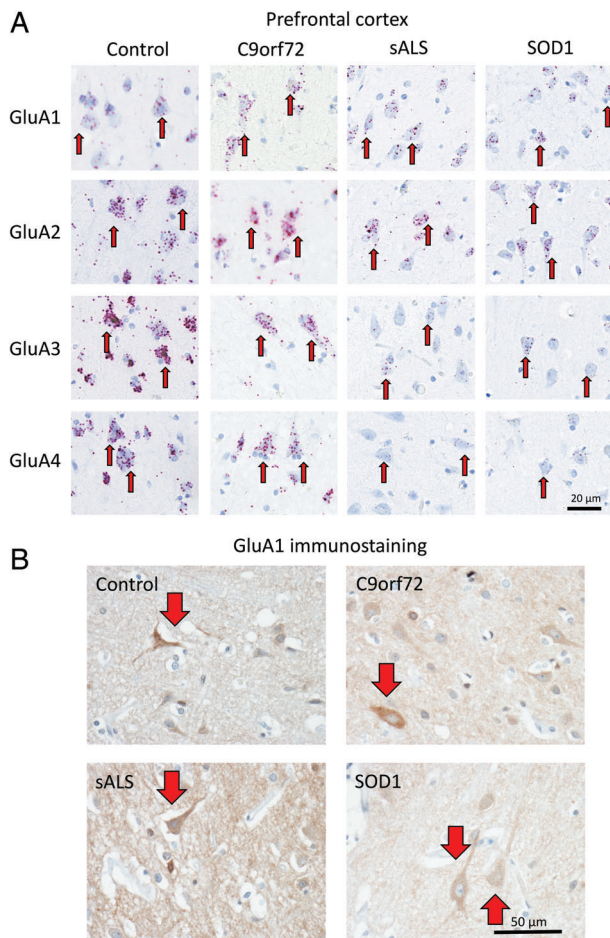 A
Prefrontal cortex
Control C9orf72 sALS SOD1
GluA1
GluA2
GluA3
GluA4
20 µm
GluA1 immunostaining
B
Control C9orf72
sALS SOD1
50 µm